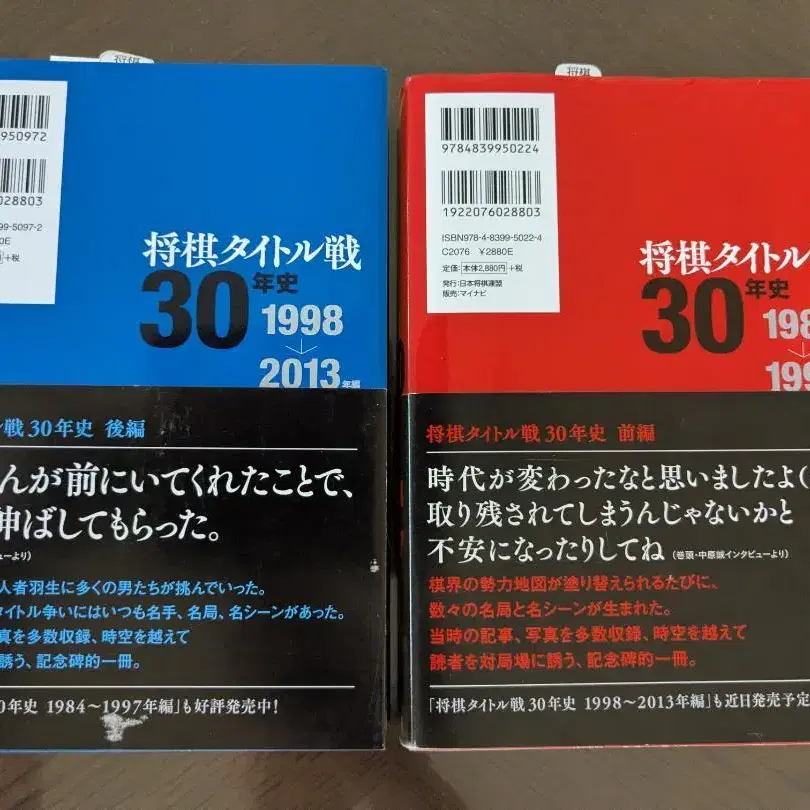 将棋
950972
028803
99-5097-2
0E
+税
将棋タイトル戦
30年史
1998
2013年編
ル戦30年史 後編
んが前にいてくれたことで、
伸ばしてもらった。
ューより)
人者羽生に多くの男たちが挑んでいった。
タイトル争いにはいつも名手、名局、名シーンがあった。
真を多数収録、時空を越えて
誘う、記念碑的一冊。
0年史 1984〜1997年編」も好評発売中!
将棋
9784839950224
1922076028803
ISBN978-4-8399-5022-4
C2076 ¥2880E
定価:本体2,880円+税
発行:日本将棋連盟
販売:マイナビ
将棋タイトル
30年史
198
199
将棋タイトル戦30年史 前編
時代が変わったなと思いましたよ(
取り残されてしまうんじゃないかと
不安になったりしてね(巻頭・中原誠インタビューより)
棋界の勢力地図が塗り替えられるたびに、
数々の名局と名シーンが生まれた。
当時の記事、写真を多数収録、時空を越えて
読者を対局場に誘う、記念碑的一冊。
「将棋タイトル戦30年史 1998〜2013年編」も近日発売予定